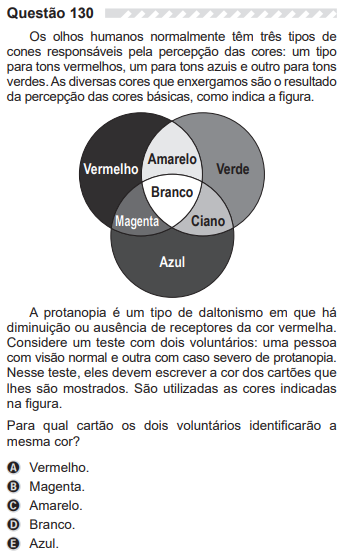 Questão 130
Os olhos humanos normalmente têm três tipos de
cones responsáveis pela percepção das cores: um tipo
para tons vermelhos, um para tons azuis e outro para tons
verdes. As diversas cores que enxergamos são o resultado
da percepção das cores básicas, como indica a figura.
Vermelho
Amarelo
Verde
Branco
Magenta
Ciano
Azul
A protanopia é um tipo de daltonismo em que há
diminuição ou ausência de receptores da cor vermelha.
Considere um teste com dois voluntários: uma pessoa
com visão normal e outra com caso severo de protanopia.
Nesse teste, eles devem escrever a cor dos cartões que
lhes são mostrados. São utilizadas as cores indicadas
na figura.
Para qual cartão os dois voluntários identificarão a
mesma cor?
A Vermelho.
B Magenta.
C Amarelo.
D Branco.
E Azul.